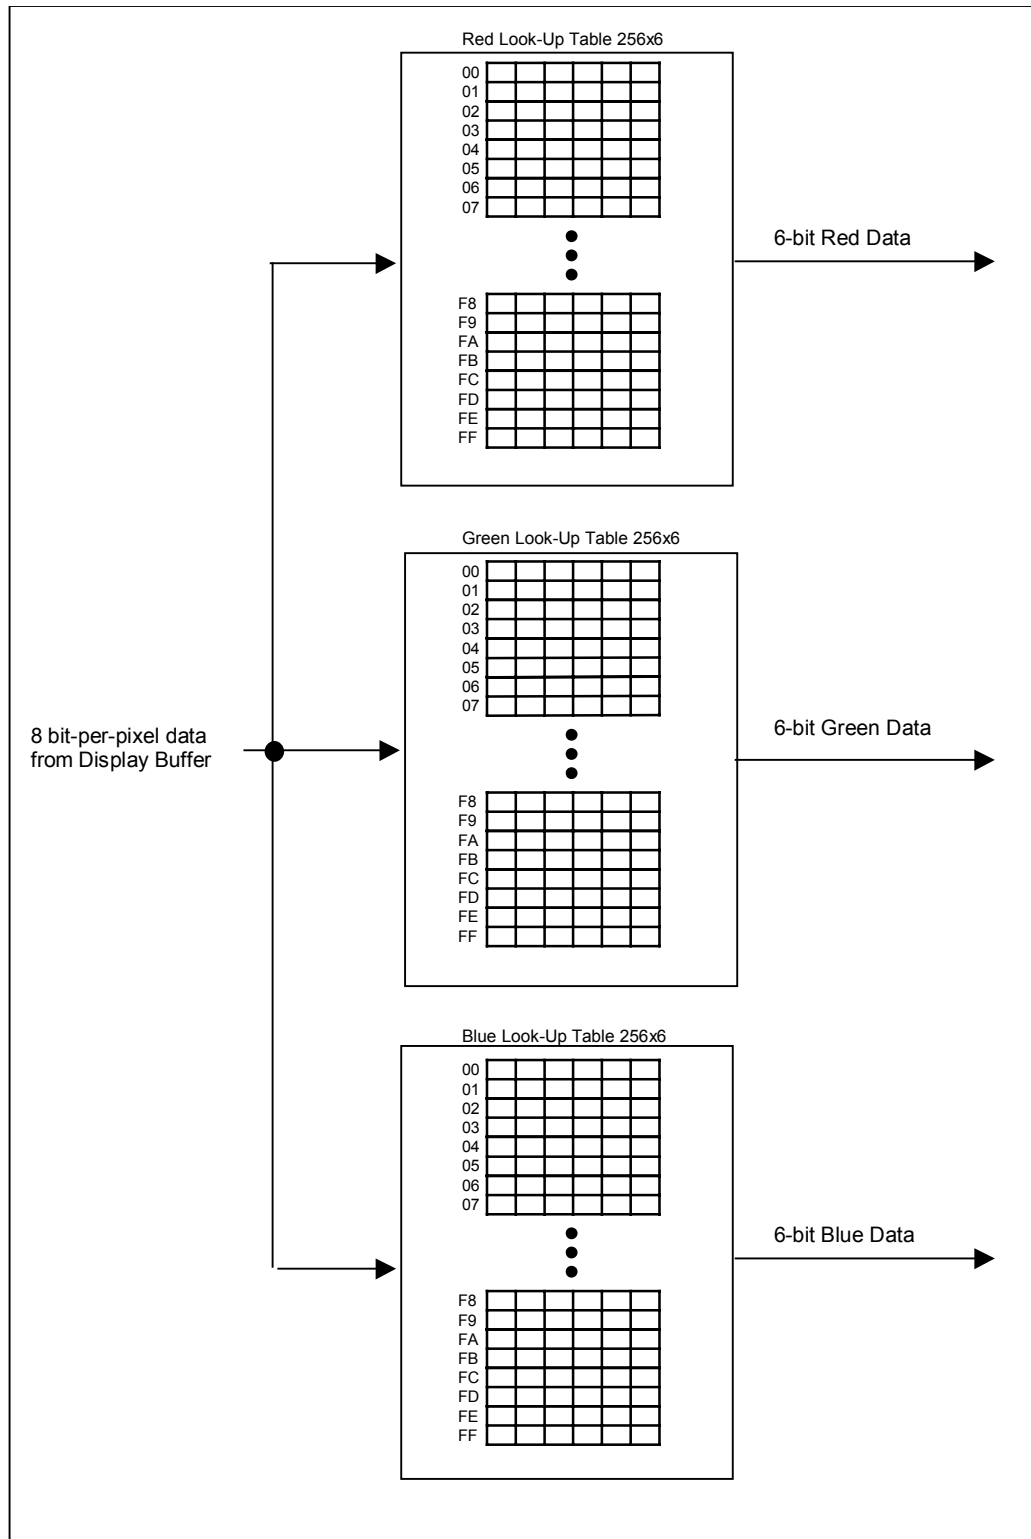 Red Look-Up Table 256x6
00
01
02
03
04
05
06
07
F8
F9
FA
FB
FC
FD
FE
FF
6-bit Red Data
Green Look-Up Table 256x6
00
01
02
03
04
05
06
07
F8
F9
FA
FB
FC
FD
FE
FF
8 bit-per-pixel data
from Display Buffer
6-bit Green Data
Blue Look-Up Table 256x6
00
01
02
03
04
05
06
07
F8
F9
FA
FB
FC
FD
FE
FF
6-bit Blue Data